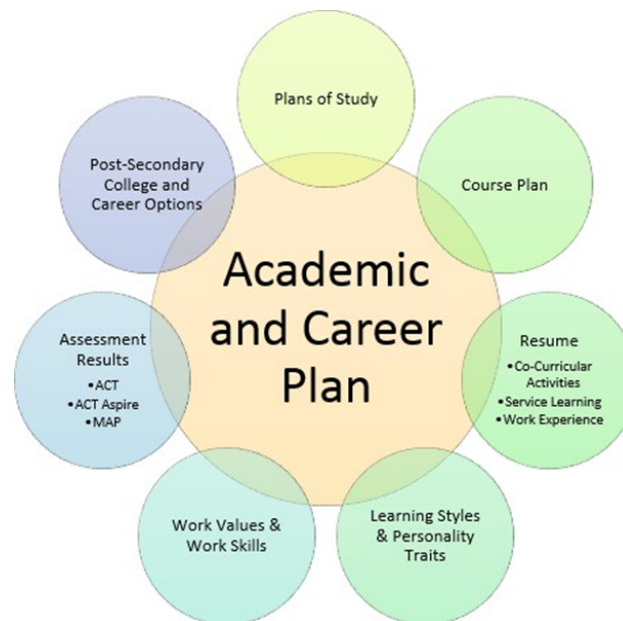 Plans of Study
Course Plan
Resume
•Co-Curricular
Activities
•Service Learning
•Work Experience
Learning Styles
& Personality
Traits
Work Values &
Work Skills
Assessment
Results
•ACT
•ACT Aspire
•MAP
Post-Secondary
College and
Career Options
Academic
and Career
Plan